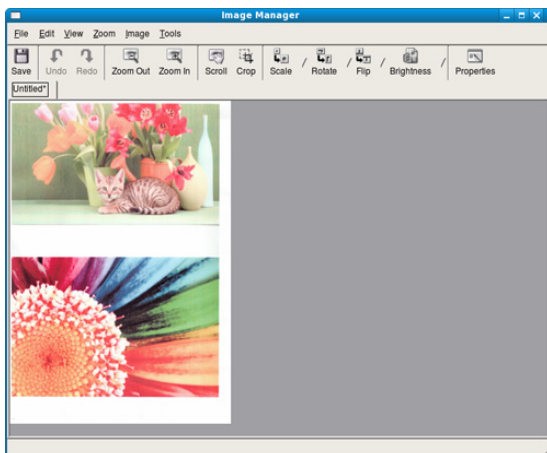 Image Manager
File Edit View Zoom Image Tools
Save Undo Redo Zoom Out Zoom In Scroll Crop Scale / Rotate / Flip / Brightness / Properties
Untitled*